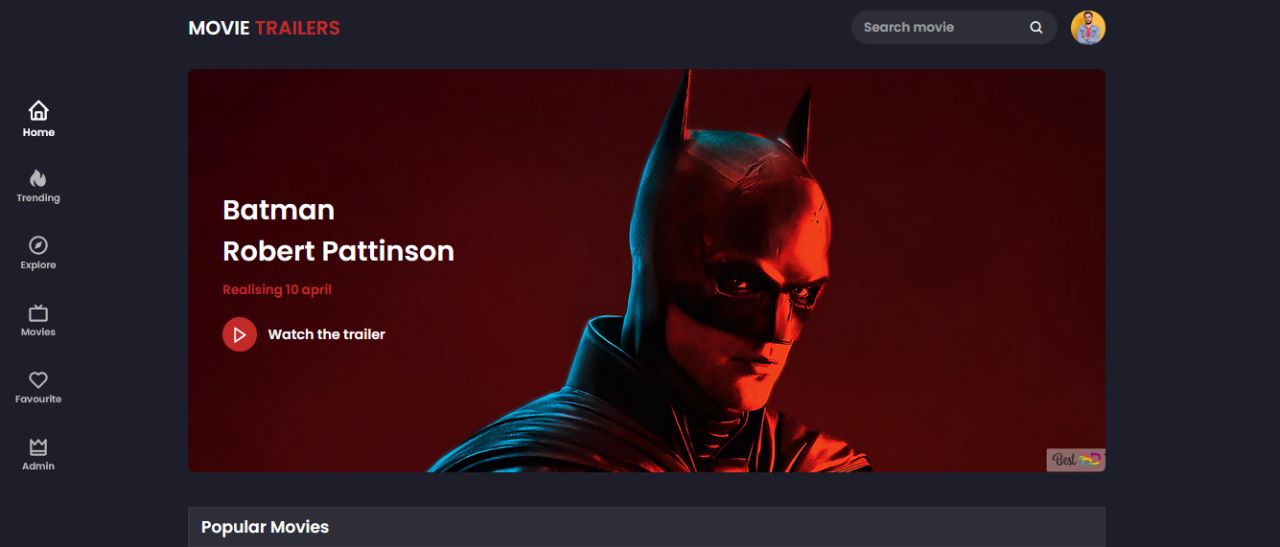 MOVIE TRAILERS
Search movie
Home
Trending
Explore
Movies
Favourite
Admin
Batman
Robert Pattinson
Realising 10 april
Watch the trailer
Best HD
Popular Movies